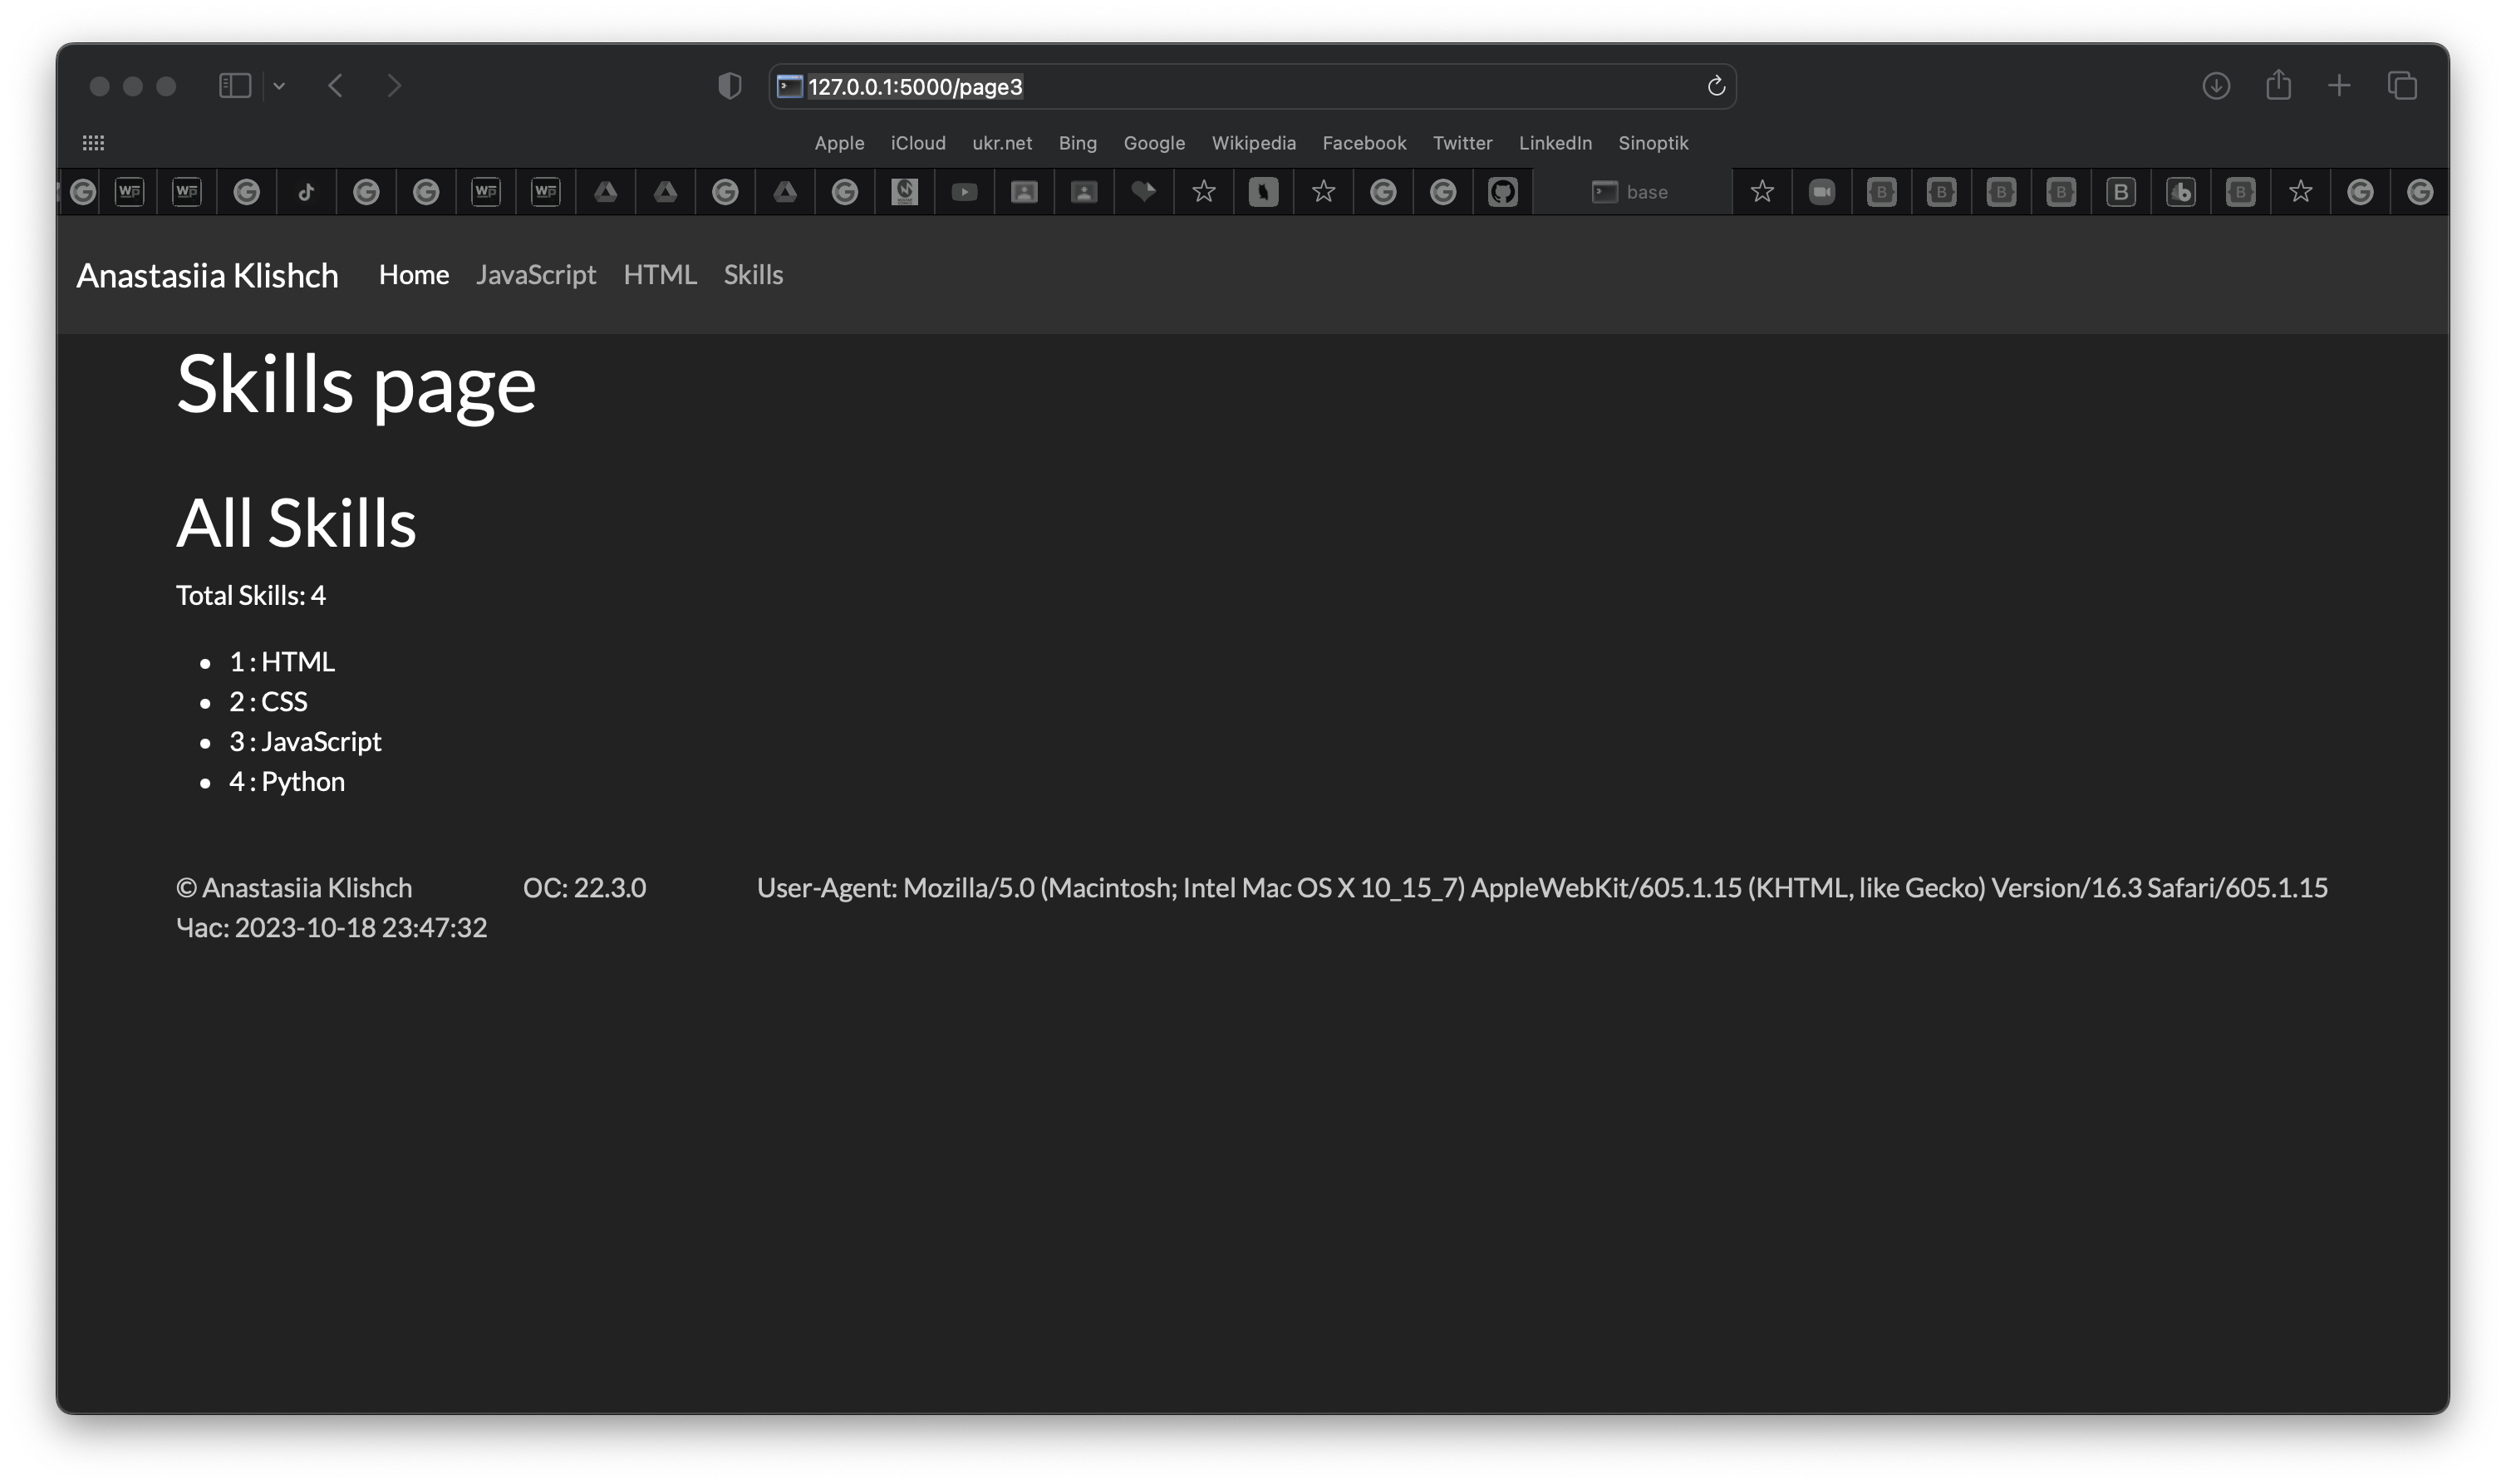 127.0.0.1:5000/page3
Apple iCloud ukr.net Bing Google Wikipedia Facebook Twitter LinkedIn Sinoptik
base
Anastasiia Klishch Home JavaScript HTML Skills
Skills page
All Skills
Total Skills: 4
• 1 : HTML
• 2 : CSS
• 3 : JavaScript
• 4 : Python
© Anastasiia Klishch ОС: 22.3.0 User-Agent: Mozilla/5.0 (Macintosh; Intel Mac OS X 10_15_7) AppleWebKit/605.1.15 (KHTML, like Gecko) Version/16.3 Safari/605.1.15
Час: 2023-10-18 23:47:32